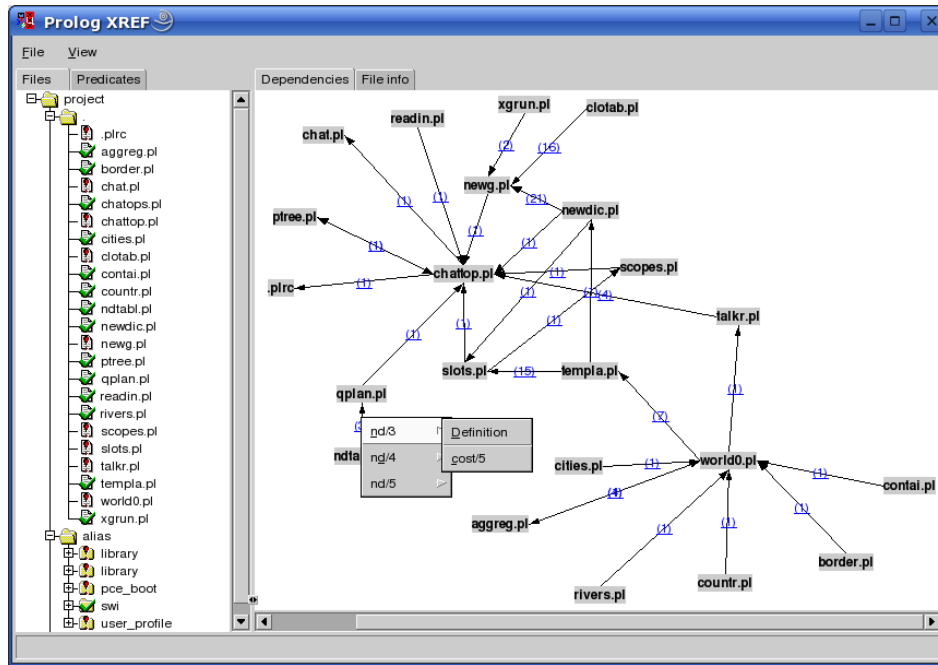 Prolog XREF
File View
Files Predicates
Dependencies File info
project
.
.plrc
aggreg.pl
border.pl
chat.pl
chatops.pl
chattop.pl
cities.pl
clotab.pl
contai.pl
countr.pl
ndtabl.pl
newdic.pl
newg.pl
ptree.pl
qplan.pl
readin.pl
rivers.pl
scopes.pl
slots.pl
talkr.pl
templa.pl
world0.pl
xgrun.pl
alias
library
library
pce_boot
swi
user_profile
xgrun.pl
clotab.pl
readin.pl
chat.pl
(2)
(16)
newg.pl
(1)
(21)
(1)
newdic.pl
ptree.pl
(1)
(1)
(1)
scopes.pl
chattop.pl
(1)
.plrc
(1)
(1)
(4)
talkr.pl
(1)
(1)
(1)
slots.pl
(15)
templa.pl
(1)
qplan.pl
(7)
nd/3
Definition
nd/4
cost/5
nd/5
ndta
cities.pl
(1)
world0.pl
(1)
contai.pl
aggreg.pl
(1)
(1)
(1)
border.pl
countr.pl
rivers.pl